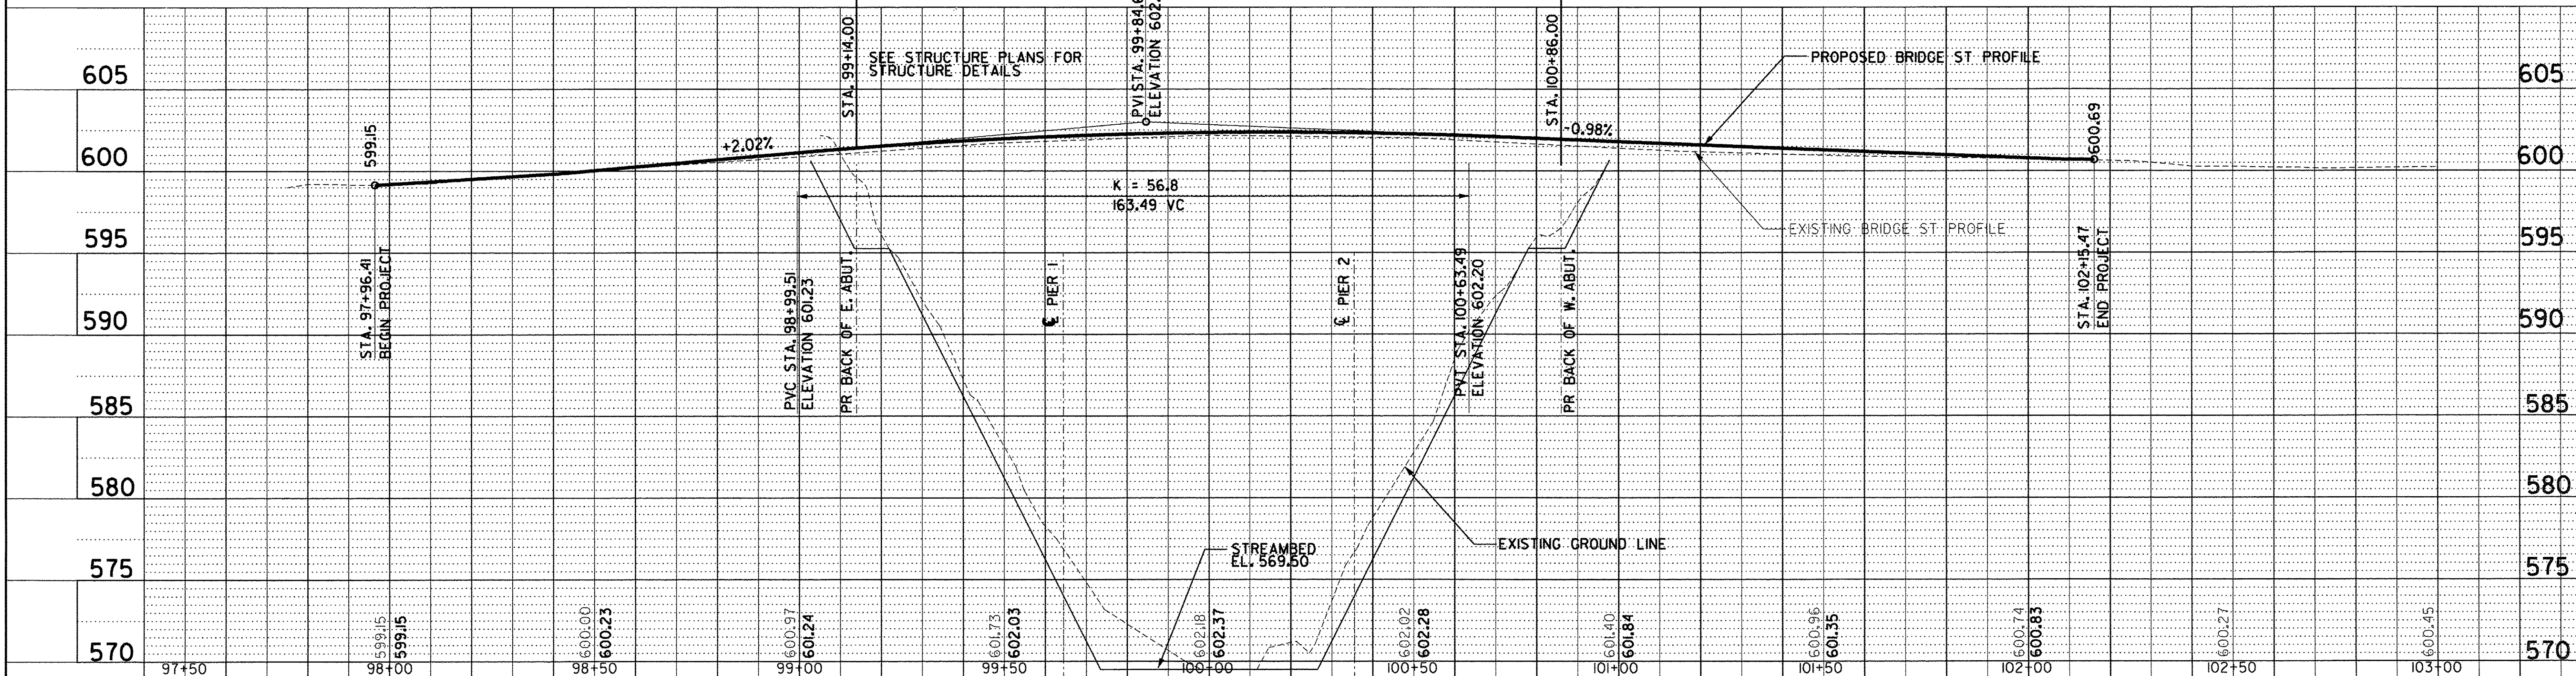 STA. 99+14.00
SEE STRUCTURE PLANS FOR
STRUCTURE DETAILS
PVI STA. 99+84.
ELEVATION 602.
STA. 100+86.00
PROPOSED BRIDGE ST PROFILE
605
605
599.15
+2.02%
-0.98%
600.69
600
600
K = 56.8
163.49 VC
EXISTING BRIDGE ST PROFILE
595
595
STA. 97+96.41
BEGIN PROJECT
PVC STA. 98+99.51
ELEVATION 601.23
PR BACK OF E. ABUT.
℄ PIER 1
℄ PIER 2
PVT STA. 100+63.49
ELEVATION 602.20
PR BACK OF W. ABUT.
STA. 102+15.47
END PROJECT
590
590
585
585
580
580
EXISTING GROUND LINE
STREAMBED
EL. 569.50
575
575
599.15
599.15
600.00
600.23
600.97
601.24
601.73
602.03
602.18
602.37
602.02
602.28
601.40
601.84
600.96
601.35
600.74
600.83
600.27
600.45
570
570
97+50
98+00
98+50
99+00
99+50
100+00
100+50
101+00
101+50
102+00
102+50
103+00